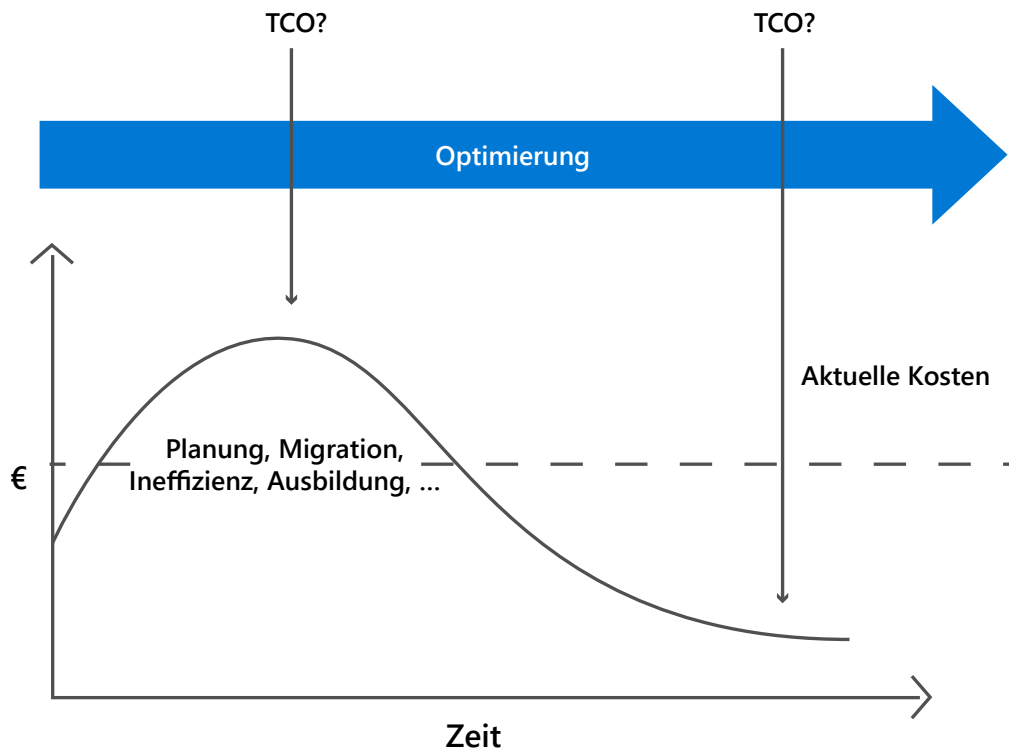 TCO?
TCO?
Optimierung
Aktuelle Kosten
Planung, Migration,
Ineffizienz, Ausbildung, ...
€
Zeit